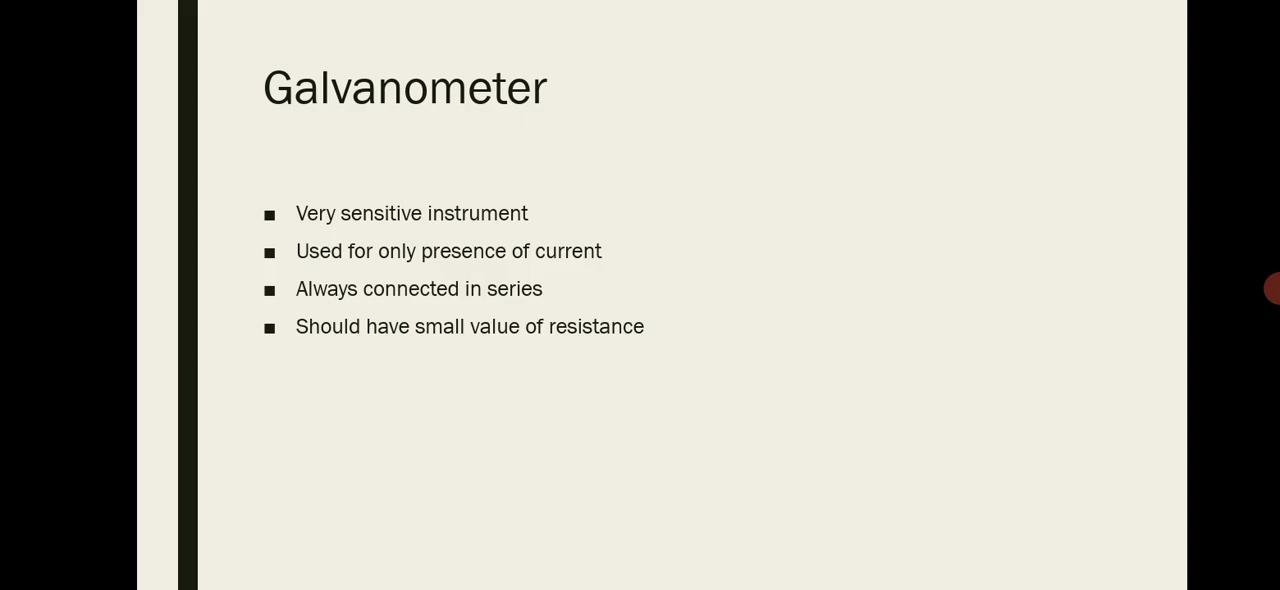 Galvanometer
■ Very sensitive instrument
■ Used for only presence of current
■ Always connected in series
■ Should have small value of resistance